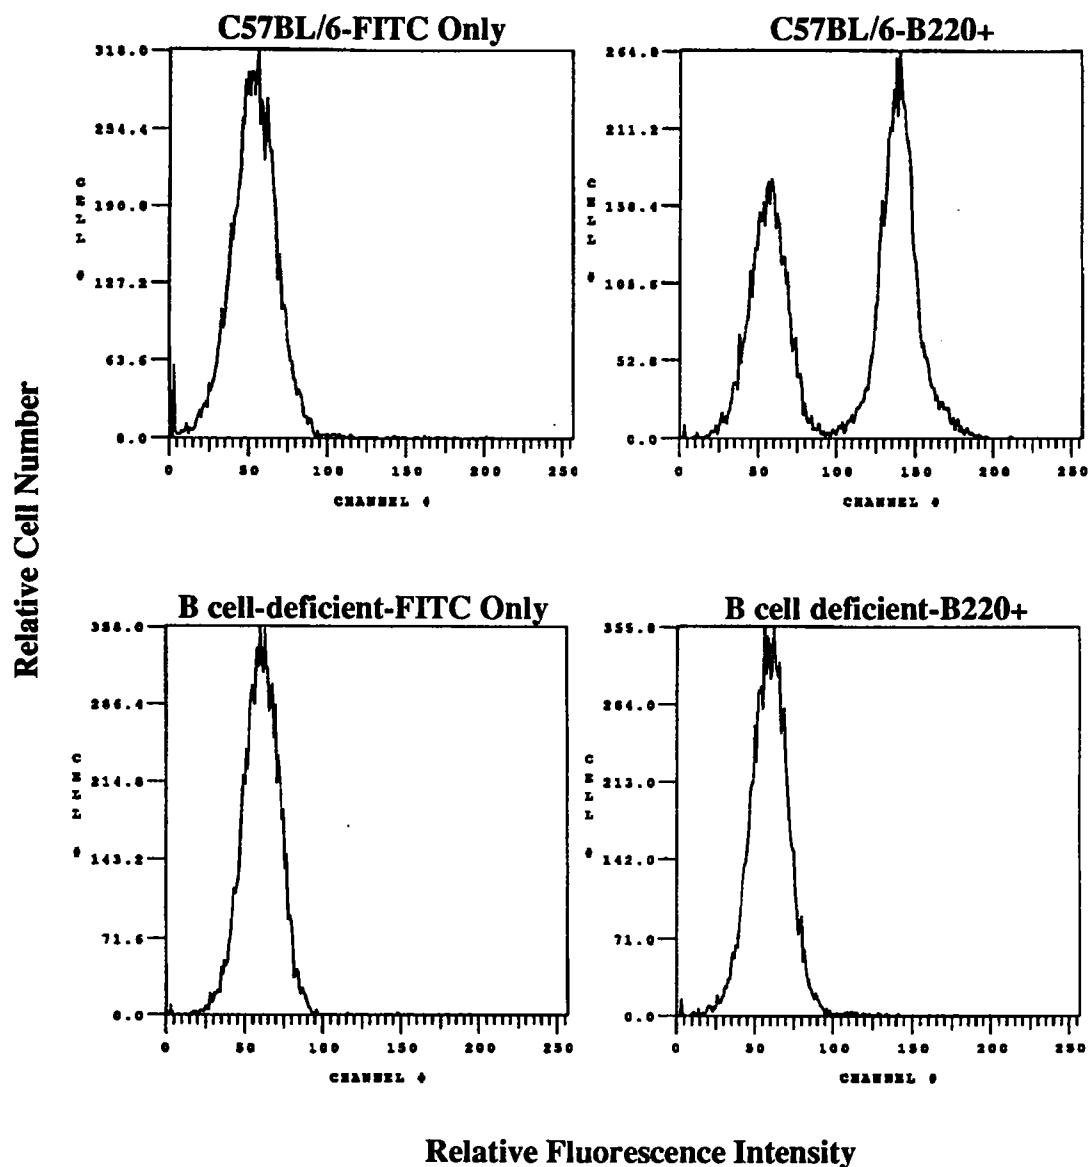 C57BL/6-FITC Only
318.0
254.4
190.8
127.2
63.6
0.0
CELL #
0 50 100 150 200 250
CHANNEL #
C57BL/6-B220+
264.0
211.2
158.4
105.6
52.8
0.0
CELL #
0 50 100 150 200 250
CHANNEL #
Relative Cell Number
B cell-deficient-FITC Only
358.0
286.4
214.8
143.2
71.6
0.0
CELL #
0 50 100 150 200 250
CHANNEL #
B cell deficient-B220+
355.0
284.0
213.0
142.0
71.0
0.0
CELL #
0 50 100 150 200 250
CHANNEL #
Relative Fluorescence Intensity